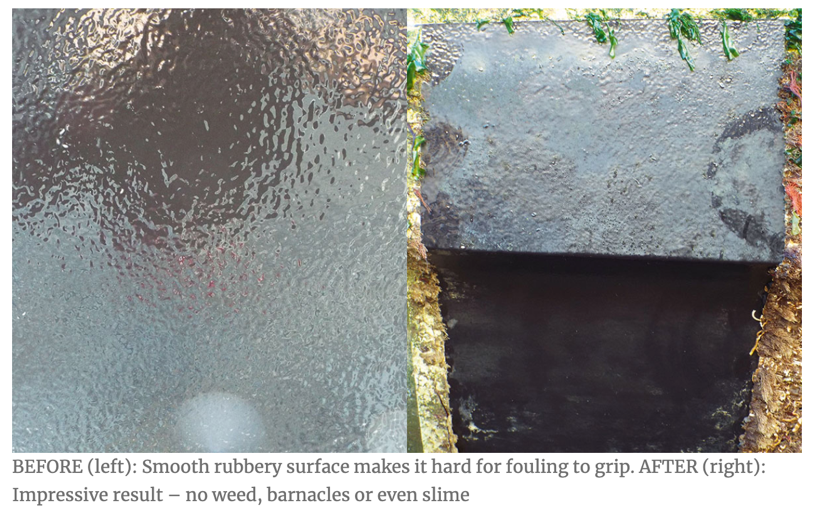 BEFORE (left): Smooth rubbery surface makes it hard for fouling to grip. AFTER (right):
Impressive result – no weed, barnacles or even slime